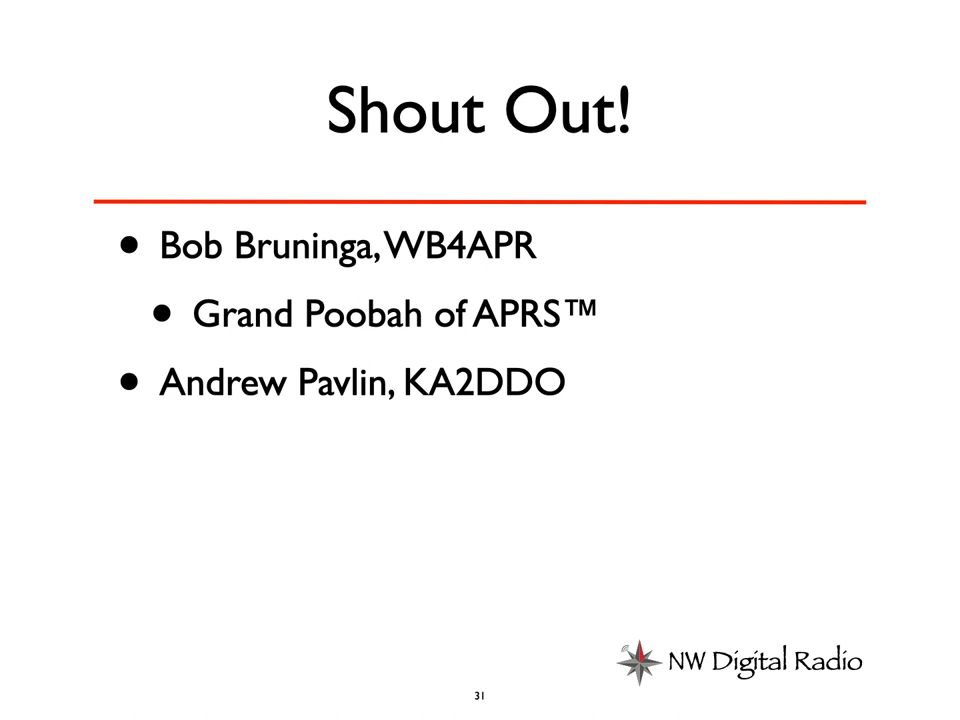 Shout Out!
• Bob Bruninga, WB4APR
• Grand Poobah of APRS™
• Andrew Pavlin, KA2DDO
NW Digital Radio
31